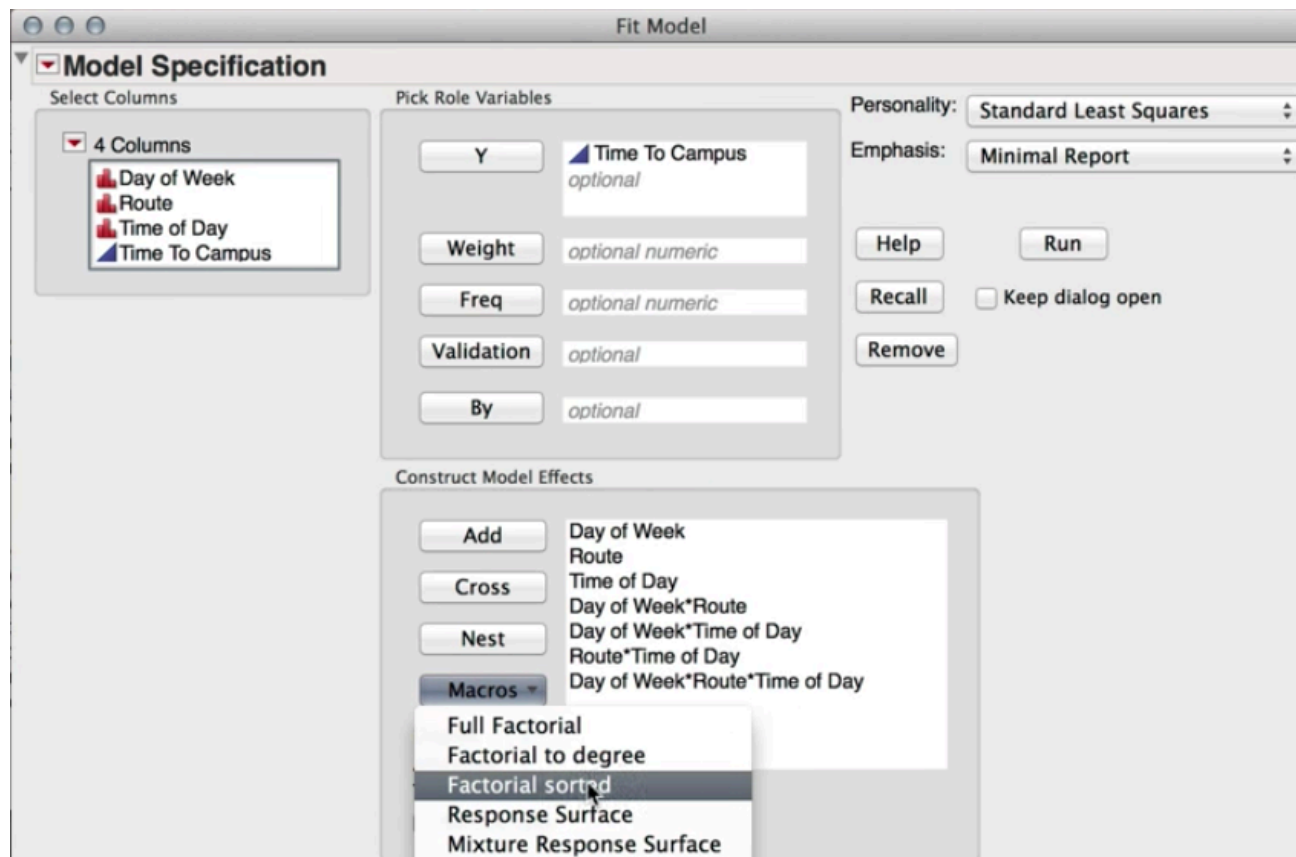 Fit Model
Model Specification
Select Columns
4 Columns
Day of Week
Route
Time of Day
Time To Campus
Pick Role Variables
Y
Time To Campus
optional
Weight
optional numeric
Freq
optional numeric
Validation
optional
By
optional
Personality:
Standard Least Squares
Emphasis:
Minimal Report
Help
Run
Recall
Keep dialog open
Remove
Construct Model Effects
Add
Cross
Nest
Macros
Day of Week
Route
Time of Day
Day of Week*Route
Day of Week*Time of Day
Route*Time of Day
Day of Week*Route*Time of Day
Full Factorial
Factorial to degree
Factorial sorted
Response Surface
Mixture Response Surface